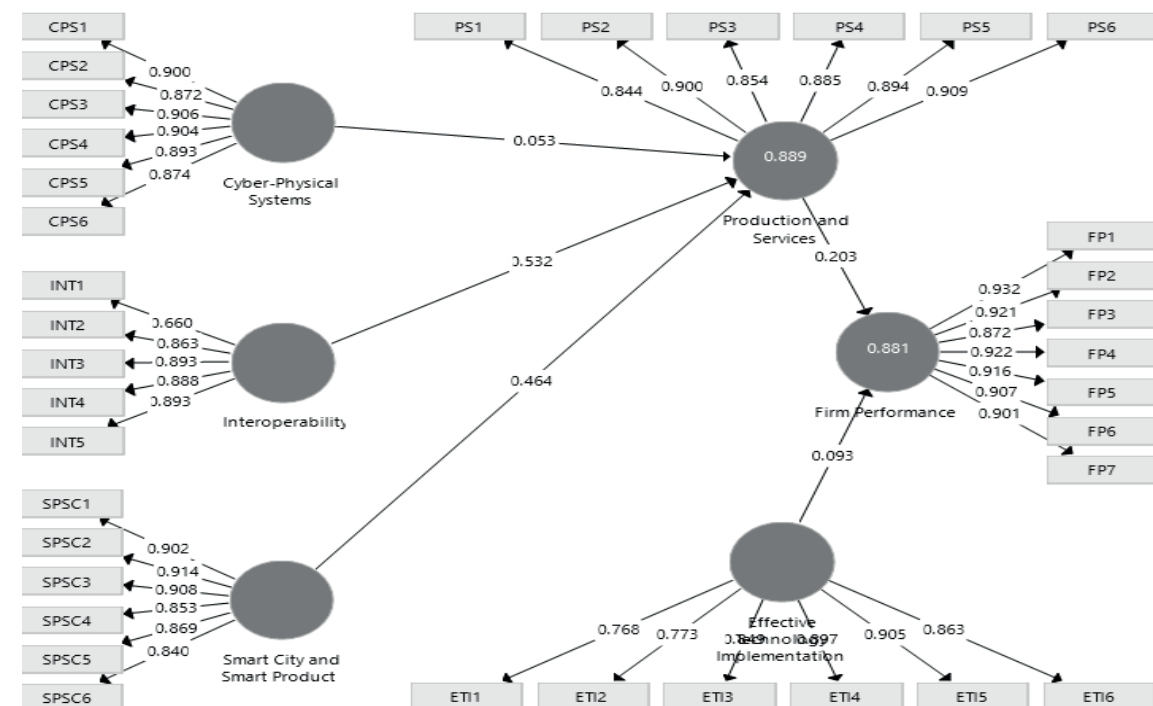 CPS1
CPS2
CPS3
CPS4
CPS5
CPS6
0.900
0.872
0.906
0.904
0.893
0.874
Cyber-Physical
Systems
0.053
PS1
PS2
PS3
PS4
PS5
PS6
0.844
0.900
0.854
0.885
0.894
0.909
0.889
Production and
Services
INT1
INT2
INT3
INT4
INT5
0.660
0.863
0.893
0.888
0.893
Interoperability
0.532
0.464
0.203
FP1
FP2
FP3
FP4
FP5
FP6
FP7
0.932
0.921
0.872
0.922
0.916
0.907
0.901
0.881
Firm Performance
0.093
SPSC1
SPSC2
SPSC3
SPSC4
SPSC5
SPSC6
0.902
0.914
0.908
0.853
0.869
0.840
Smart City and
Smart Product
Effective
Technology
Implementation
0.768
0.773
0.849
0.897
0.905
0.863
ETI1
ETI2
ETI3
ETI4
ETI5
ETI6